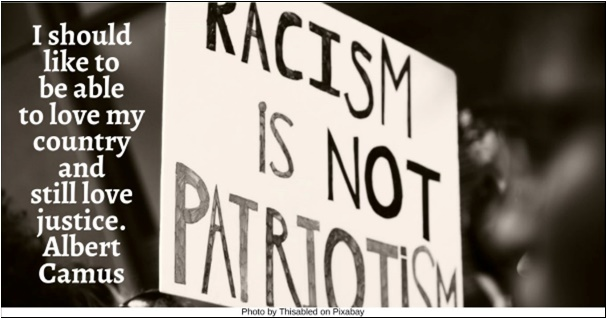 I should
like to
be able
to love my
country
and
still love
justice.
Albert
Camus
RACISM
IS NOT
PATRIOTiSM
Photo by Thisabled on Pixabay